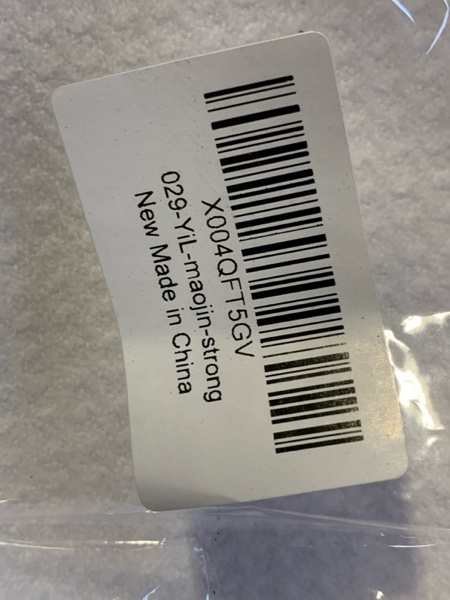 X004QFT5GV
029-YiL-maojin-strong
New Made in China